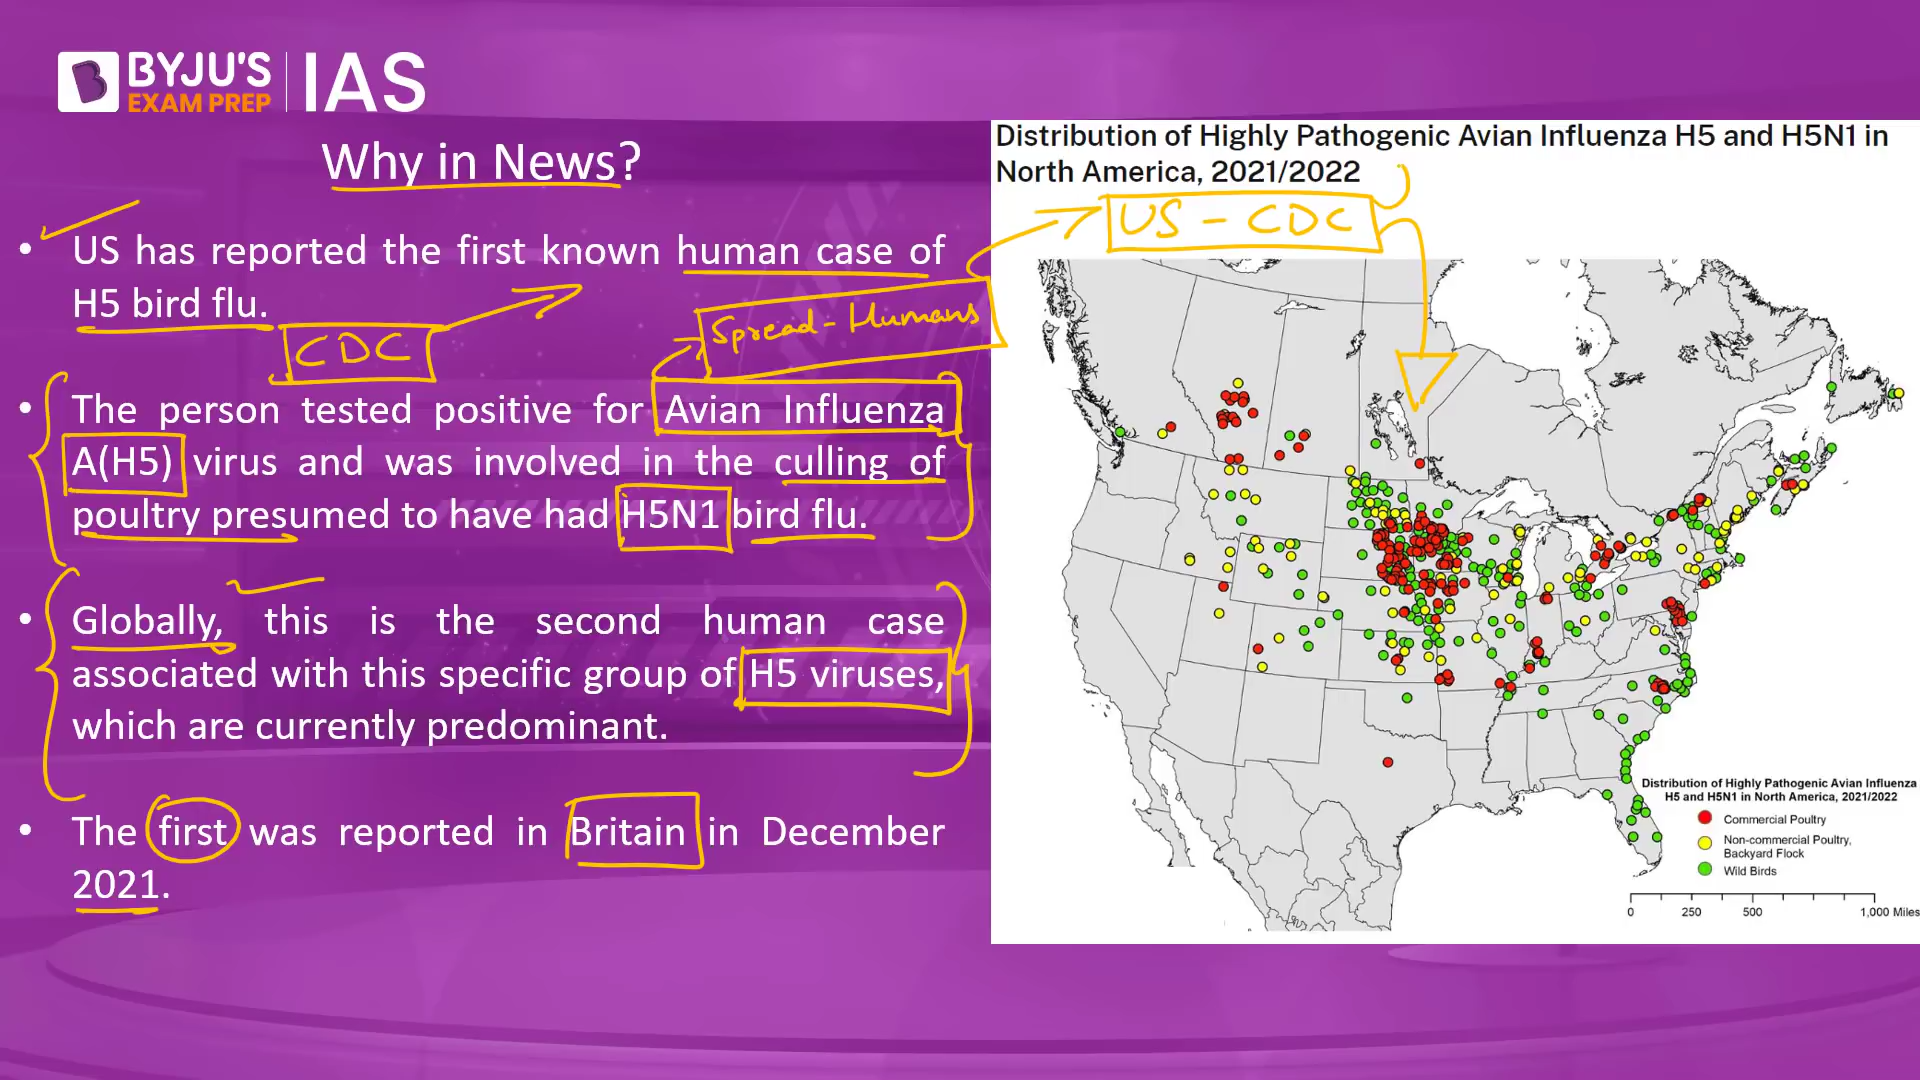 BYJU'S
EXAM PREP
IAS
Why in News?
• US has reported the first known human case of
H5 bird flu.
CDC
Spread - Humans
• The person tested positive for Avian Influenza
A(H5) virus and was involved in the culling of
poultry presumed to have had H5N1 bird flu.
• Globally, this is the second human case
associated with this specific group of H5 viruses,
which are currently predominant.
• The first was reported in Britain in December
2021.
Distribution of Highly Pathogenic Avian Influenza H5 and H5N1 in
North America, 2021/2022
US - CDC
Distribution of Highly Pathogenic Avian Influenza
H5 and H5N1 in North America, 2021/2022
Commercial Poultry
Non-commercial Poultry,
Backyard Flock
Wild Birds
0 250 500 1,000 Miles